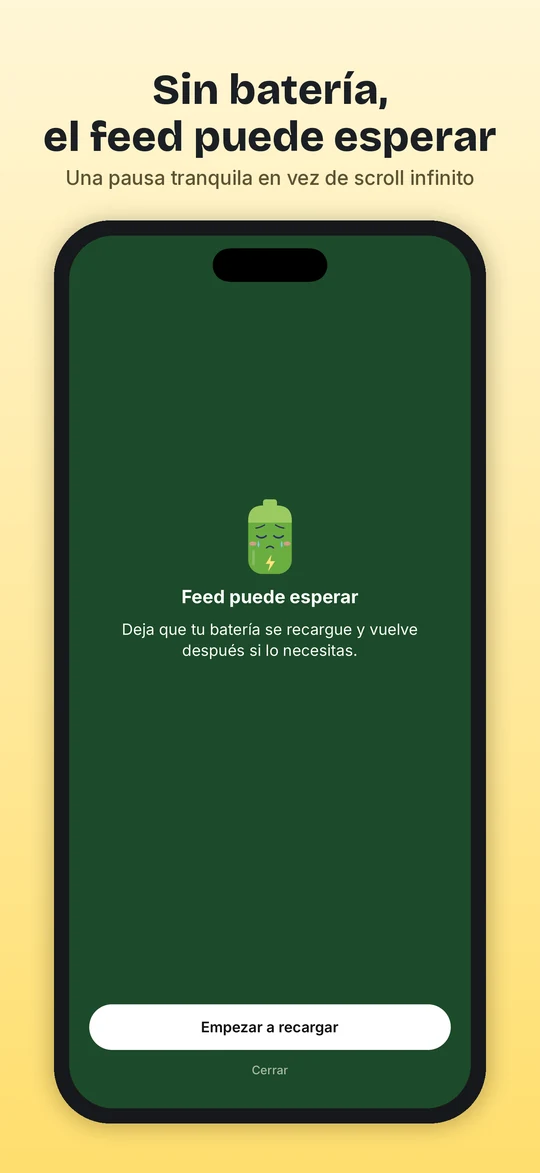 Sin batería,
el feed puede esperar
Una pausa tranquila en vez de scroll infinito
Feed puede esperar
Deja que tu batería se recargue y vuelve
después si lo necesitas.
Empezar a recargar
Cerrar